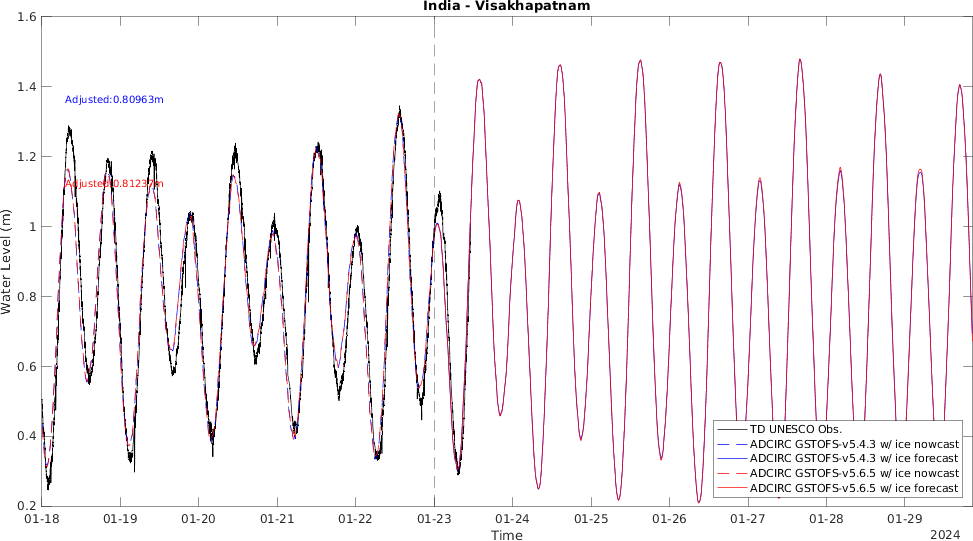 India - Visakhapatnam
1.6
1.4
1.2
1
0.8
0.6
0.4
0.2
Water Level (m)
Adjusted:0.80963m
Adjusted:0.81237m
TD UNESCO Obs.
ADCIRC GSTOFS-v5.4.3 w/ ice nowcast
ADCIRC GSTOFS-v5.4.3 w/ ice forecast
ADCIRC GSTOFS-v5.6.5 w/ ice nowcast
ADCIRC GSTOFS-v5.6.5 w/ ice forecast
01-18 01-19 01-20 01-21 01-22 01-23 01-24 01-25 01-26 01-27 01-28 01-29
Time
2024